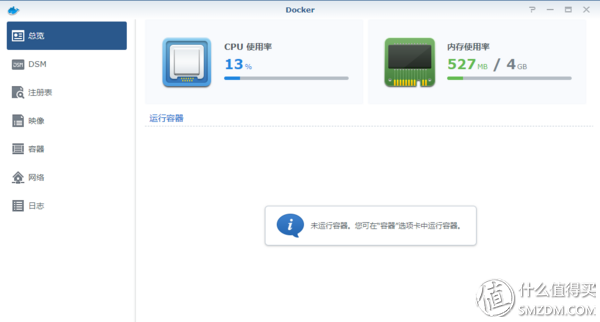 Docker
总览
DSM
注册表
映像
容器
网络
日志
CPU 使用率
13 %
内存使用率
527 MB / 4 GB
运行容器
未运行容器。您可在“容器”选项卡中运行容器。
值 什么值得买
SMZDM.COM